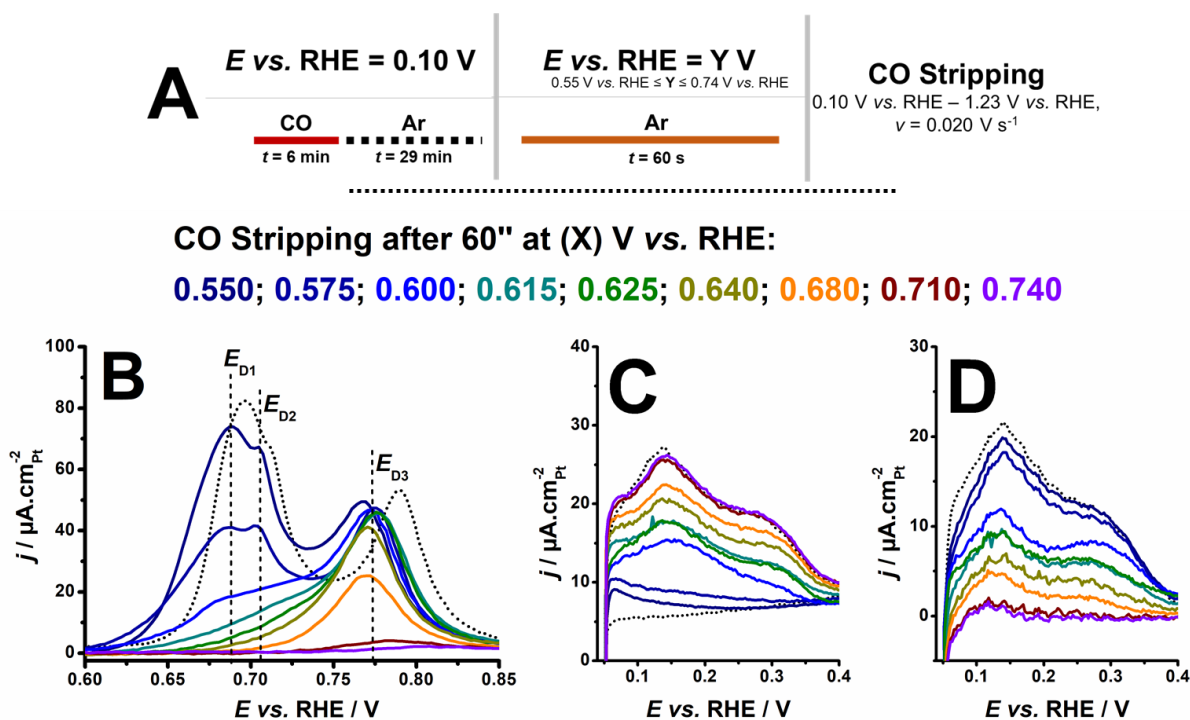 A
E vs. RHE = 0.10 V
CO
Ar
t = 6 min
t = 29 min
E vs. RHE = Y V
0.55 V vs. RHE ≤ Y ≤ 0.74 V vs. RHE
Ar
t = 60 s
CO Stripping
0.10 V vs. RHE – 1.23 V vs. RHE,
v = 0.020 V s⁻¹
CO Stripping after 60" at (X) V vs. RHE:
0.550; 0.575; 0.600; 0.615; 0.625; 0.640; 0.680; 0.710; 0.740
B
E_D1
E_D2
E_D3
j / µA.cm⁻²_Pt
100
80
60
40
20
0
0.60 0.65 0.70 0.75 0.80 0.85
E vs. RHE / V
C
j / µA.cm⁻²_Pt
40
30
20
10
0
0.1 0.2 0.3 0.4
E vs. RHE / V
D
j / µA.cm⁻²_Pt
30
20
10
0
0.1 0.2 0.3 0.4
E vs. RHE / V